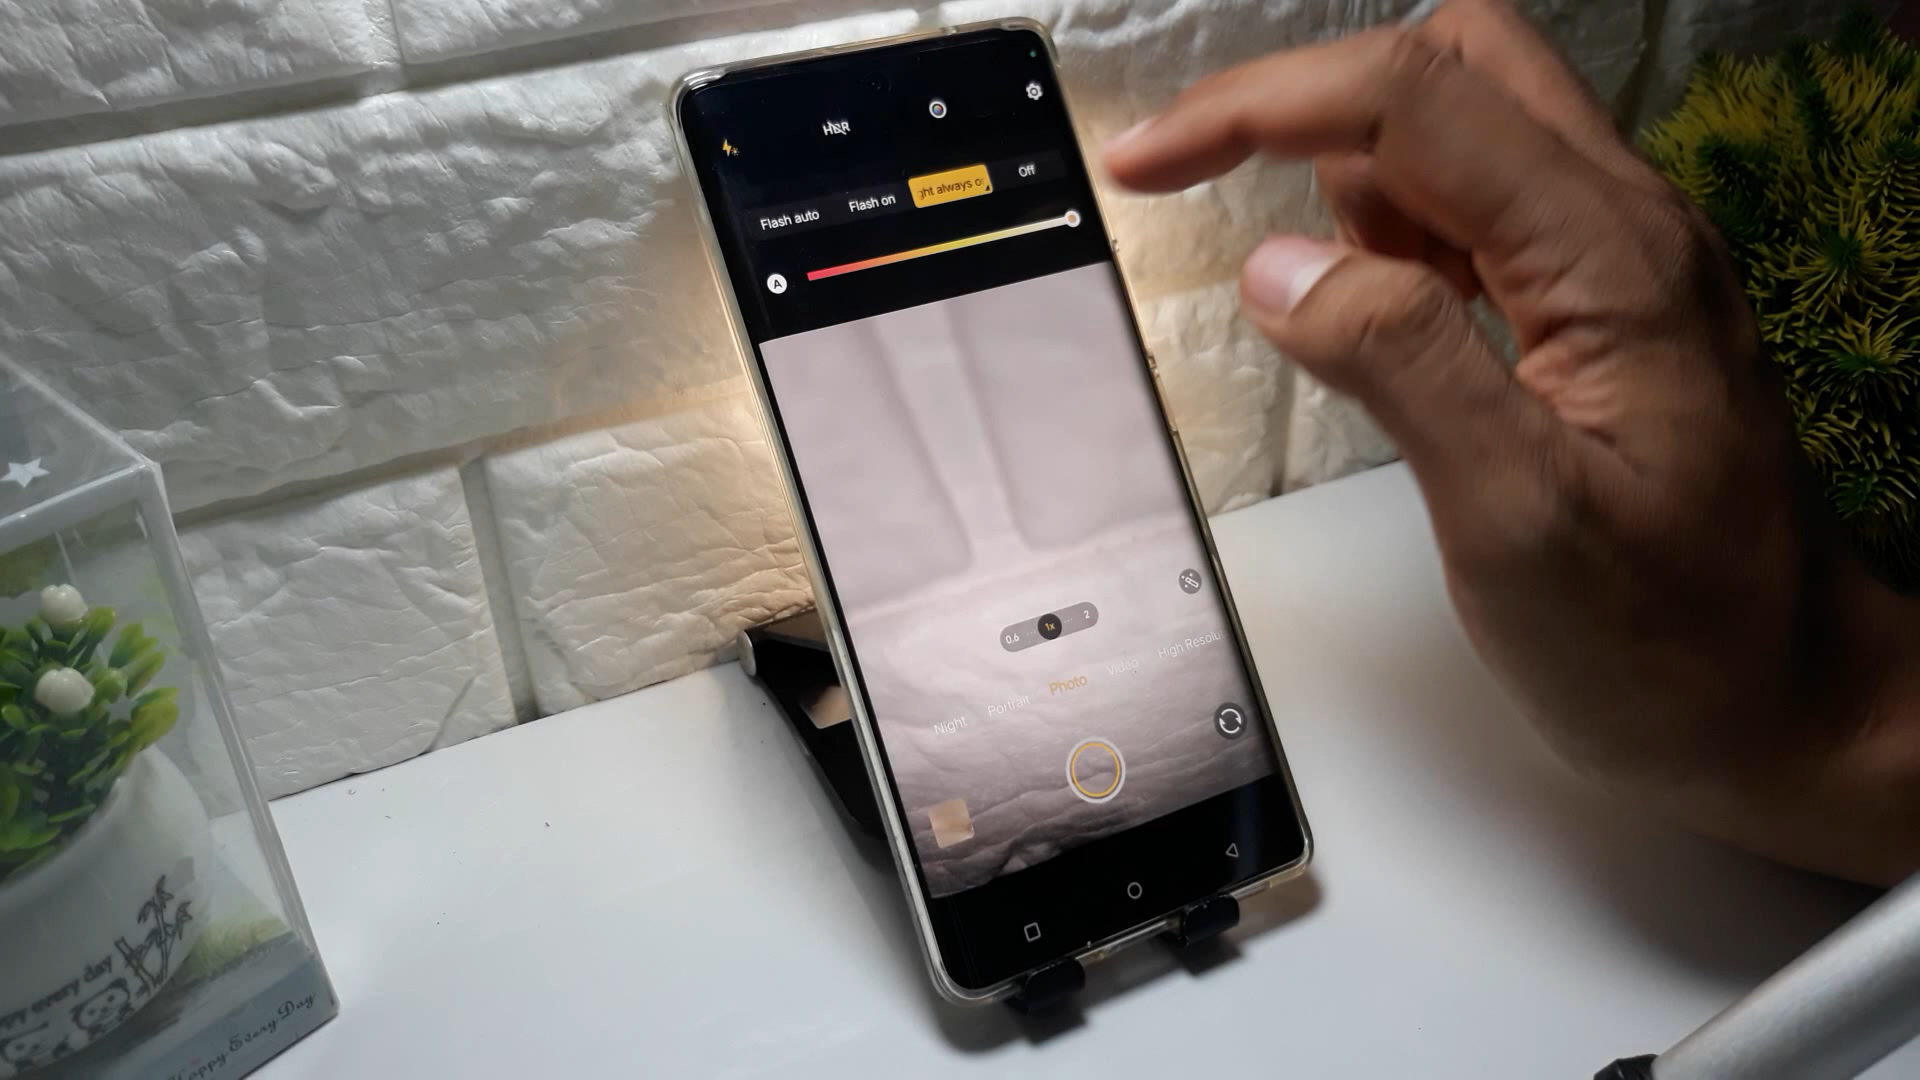 HDR
Flash auto Flash on ght always o Off
A
0.6 1x 2
Night Portrait Photo Video High Resolu
py every day
Happy Every Day